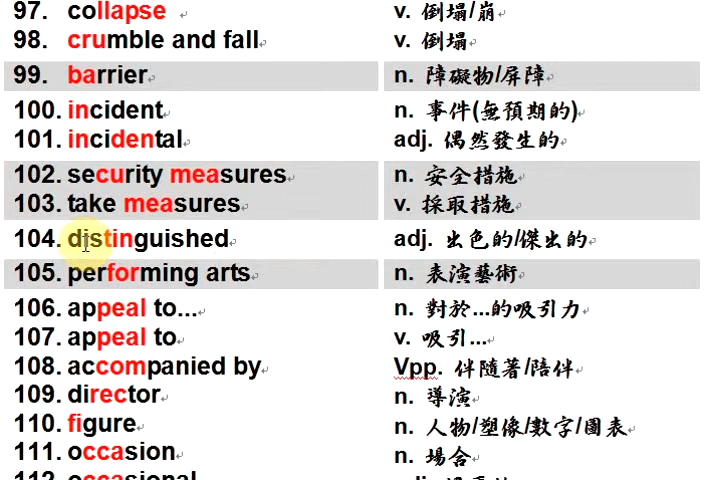 97. collapse v. 倒塌/崩
98. crumble and fall v. 倒塌
99. barrier n. 障礙物/屏障
100. incident n. 事件(無預期的)
101. incidental adj. 偶然發生的
102. security measures n. 安全措施
103. take measures v. 採取措施
104. distinguished adj. 出色的/傑出的
105. performing arts n. 表演藝術
106. appeal to... n. 對於...的吸引力
107. appeal to v. 吸引...
108. accompanied by Vpp. 伴隨著/陪伴
109. director n. 導演
110. figure n. 人物/塑像/數字/圖表
111. occasion n. 場合
112. occasional